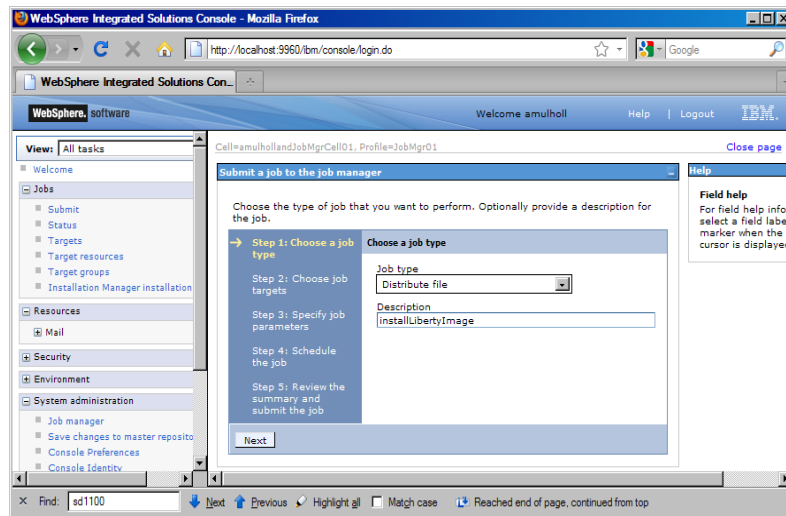 WebSphere Integrated Solutions Console - Mozilla Firefox
http://localhost:9960/ibm/console/login.do
Google
WebSphere Integrated Solutions Con...
WebSphere. software
Welcome amulholl
Help | Logout
IBM.
View: All tasks
Welcome
Jobs
Submit
Status
Targets
Target resources
Target groups
Installation Manager installation
Resources
Mail
Security
Environment
System administration
Job manager
Save changes to master reposito
Console Preferences
Console Identity
Cell=amulhollandJobMgrCell01, Profile=JobMgr01
Close page
Submit a job to the job manager
Choose the type of job that you want to perform. Optionally provide a description for
the job.
Step 1: Choose a job
type
Step 2: Choose job
targets
Step 3: Specify job
parameters
Step 4: Schedule
the job
Step 5: Review the
summary and
submit the job
Choose a job type
Job type
Distribute file
Description
installLibertyImage
Next
Help
Field help
For field help info
select a field labe
marker when the
cursor is displaye
Find: sd1100
Next
Previous
Highlight all
Match case
Reached end of page, continued from top